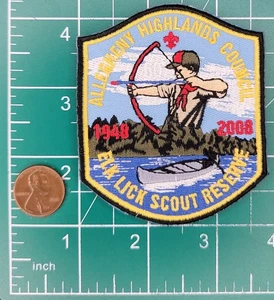 ALLEGHENY HIGHLANDS COUNCIL
1948 2008
ELK LICK SCOUT RESERVE
4
3
2
1
1 2 3 4
inch